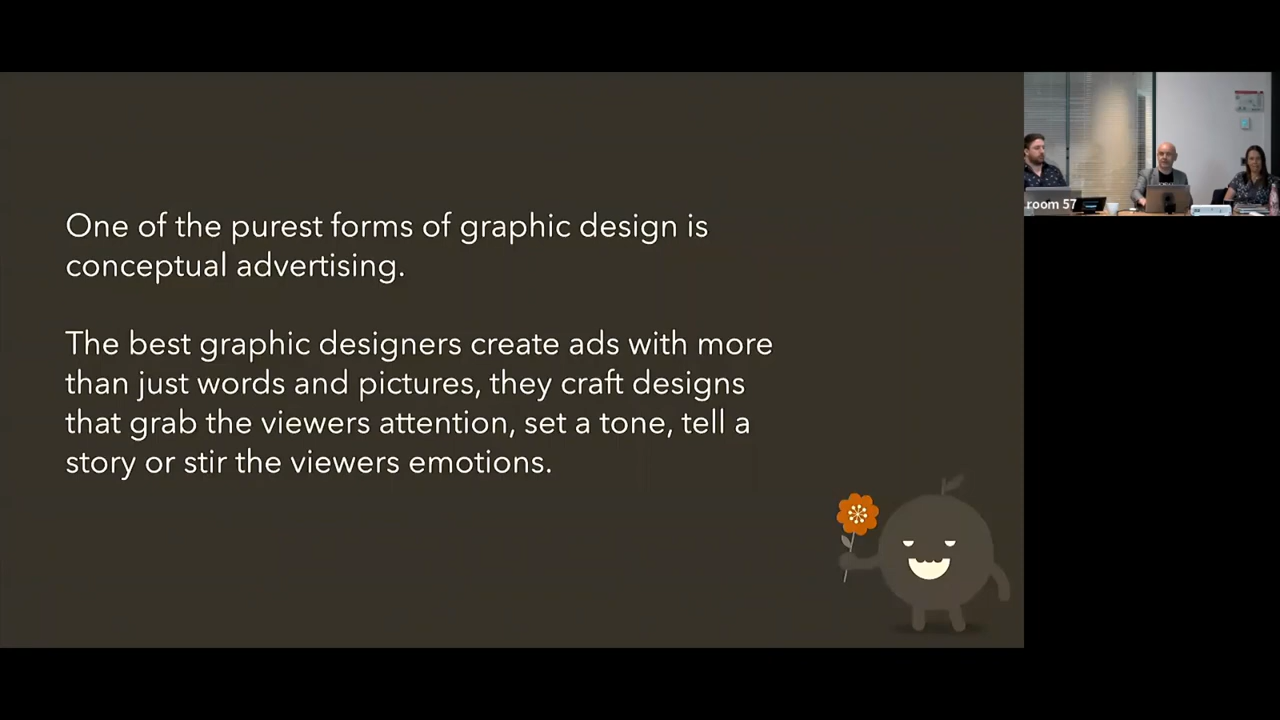 One of the purest forms of graphic design is
conceptual advertising.
The best graphic designers create ads with more
than just words and pictures, they craft designs
that grab the viewers attention, set a tone, tell a
story or stir the viewers emotions.
room 57